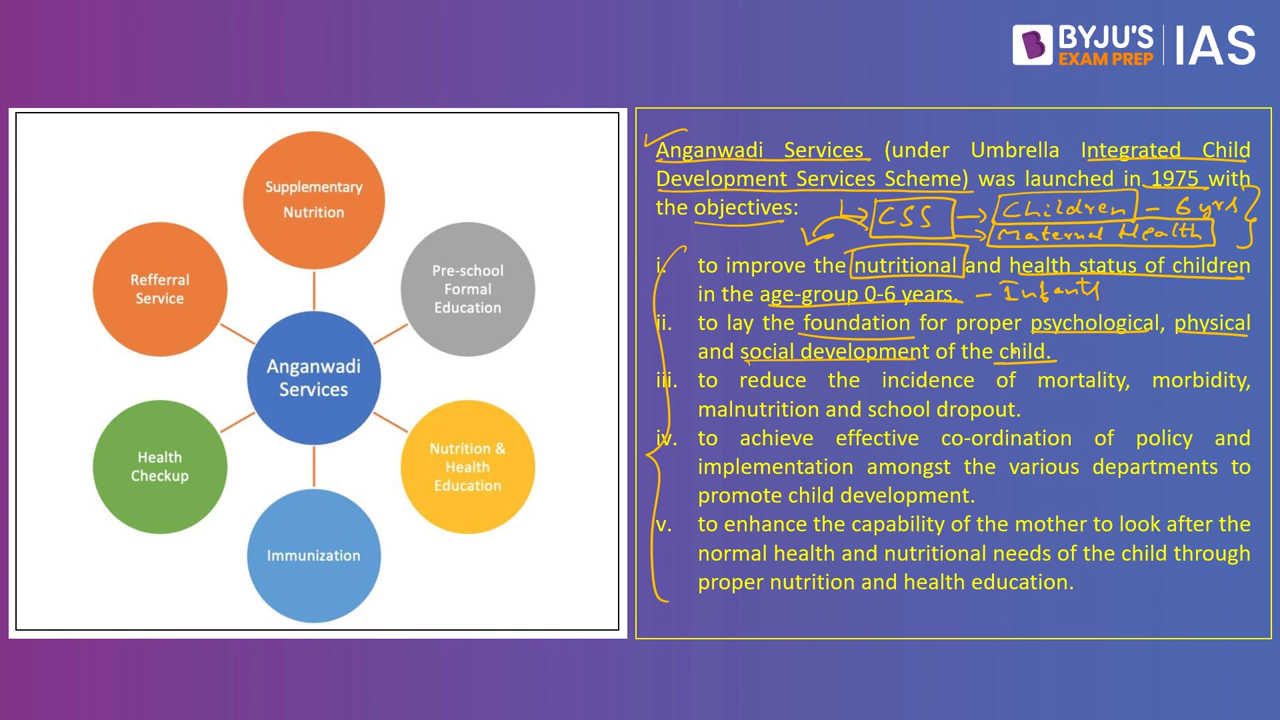 BYJU'S
EXAM PREP
IAS
Supplementary
Nutrition
Refferral
Service
Pre-school
Formal
Education
Anganwadi
Services
Health
Checkup
Nutrition &
Health
Education
Immunization
Anganwadi Services (under Umbrella Integrated Child
Development Services Scheme) was launched in 1975 with
the objectives:
CSS Children - 6 yrs
Maternal Health
i. to improve the nutritional and health status of children
in the age-group 0-6 years. - Infants
ii. to lay the foundation for proper psychological, physical
and social development of the child.
iii. to reduce the incidence of mortality, morbidity,
malnutrition and school dropout.
iv. to achieve effective co-ordination of policy and
implementation amongst the various departments to
promote child development.
v. to enhance the capability of the mother to look after the
normal health and nutritional needs of the child through
proper nutrition and health education.